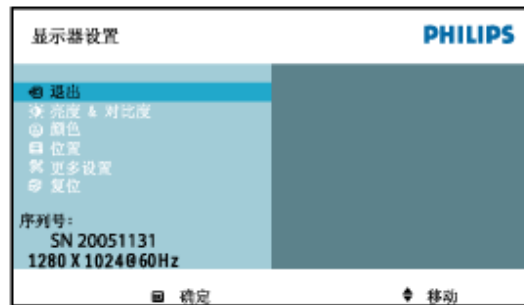 显示器设置 PHILIPS
退出
亮度 & 对比度
颜色
位置
更多设置
复位
序列号:
SN 20051131
1280 X 1024@60Hz
确定 移动